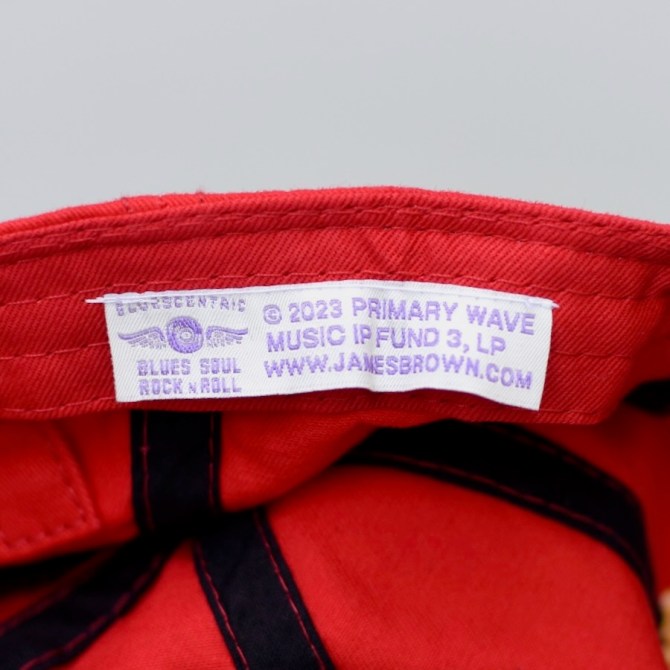 BLUESCENTRIC
BLUES SOUL
ROCK N ROLL
© 2023 PRIMARY WAVE
MUSIC IP FUND 3, LP
WWW.JAMESBROWN.COM